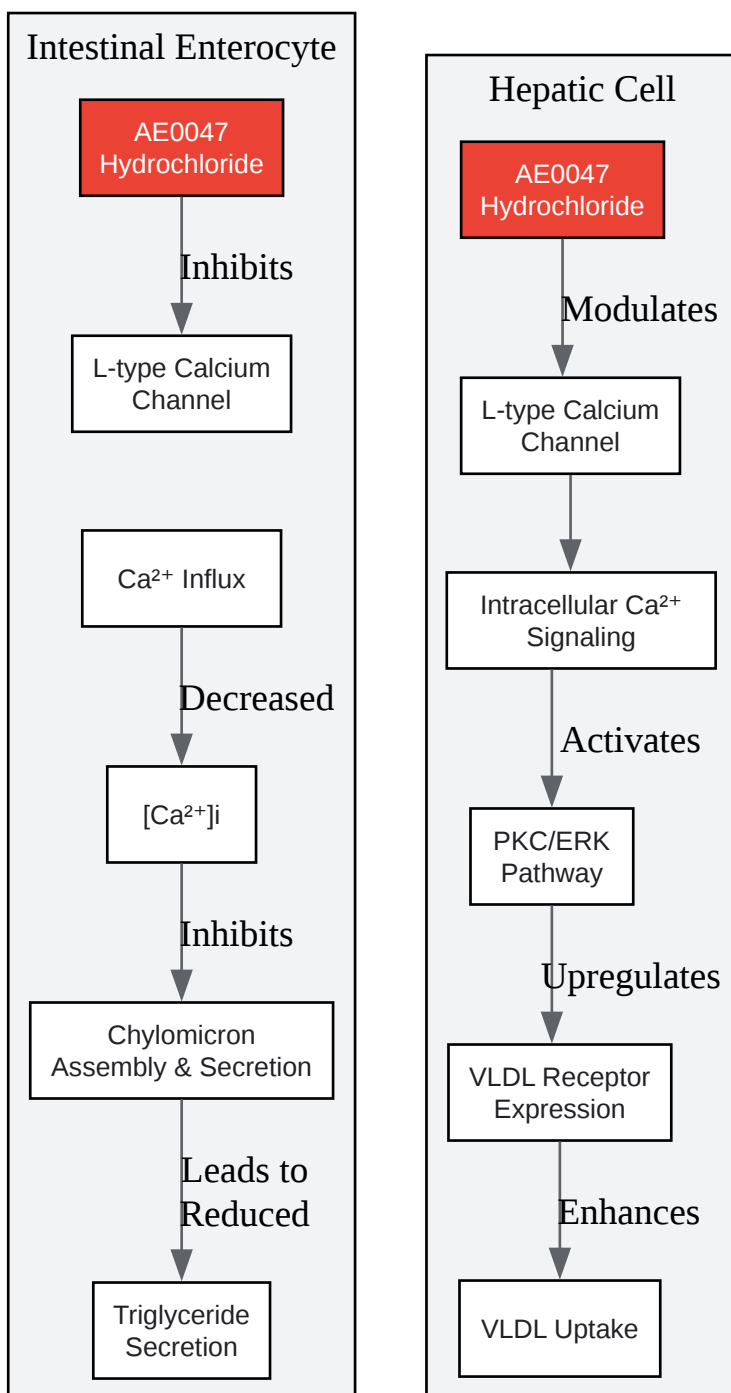 Intestinal Enterocyte
AE0047
Hydrochloride
Inhibits
L-type Calcium
Channel
Ca²⁺ Influx
Decreased
[Ca²⁺]i
Inhibits
Chylomicron
Assembly & Secretion
Leads to
Reduced
Triglyceride
Secretion
Hepatic Cell
AE0047
Hydrochloride
Modulates
L-type Calcium
Channel
Intracellular Ca²⁺
Signaling
Activates
PKC/ERK
Pathway
Upregulates
VLDL Receptor
Expression
Enhances
VLDL Uptake